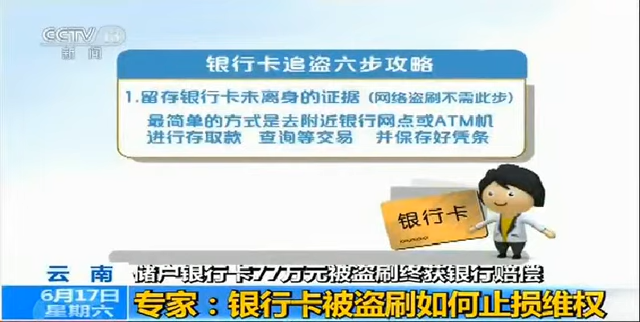 CCTV 13
新闻
银行卡追盗六步攻略
1.留存银行卡未离身的证据（网络盗刷不需此步）
最简单的方式是去附近银行网点或ATM机
进行存取款 查询等交易 并保存好凭条
银行卡
云南
储户银行卡77万元被盗刷终获银行赔偿
6月17日
星期六
专家：银行卡被盗刷如何止损维权